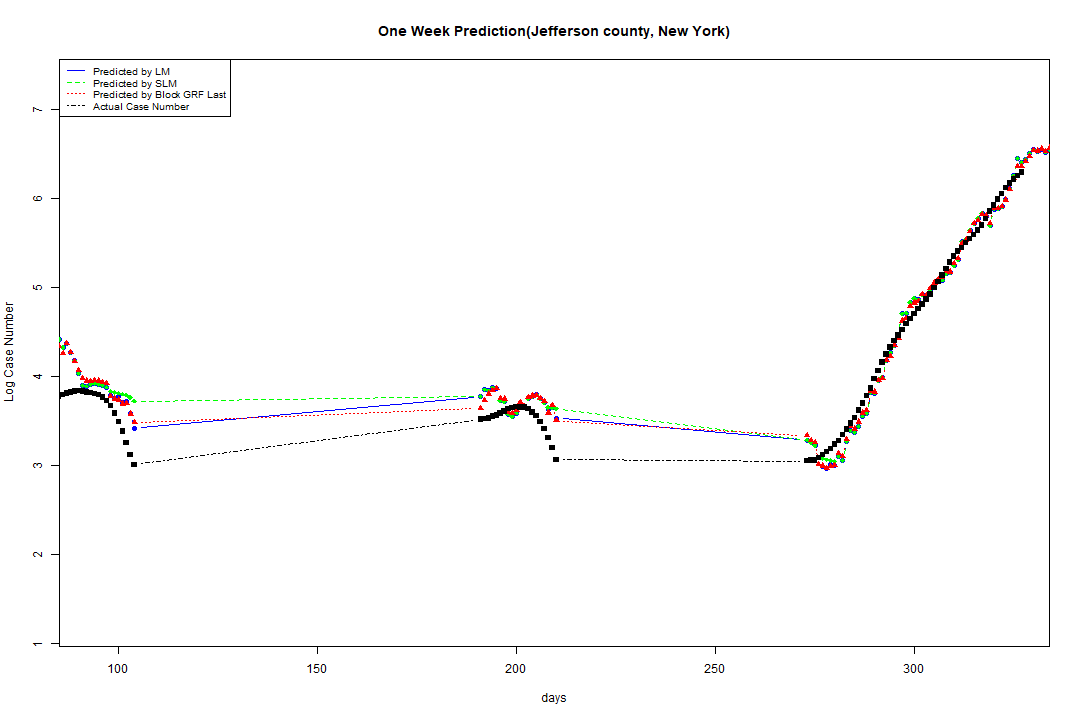 One Week Prediction(Jefferson county, New York)
Predicted by LM
Predicted by SLM
Predicted by Block GRF Last
Actual Case Number
Log Case Number
7
6
5
4
3
2
1
100 150 200 250 300
days